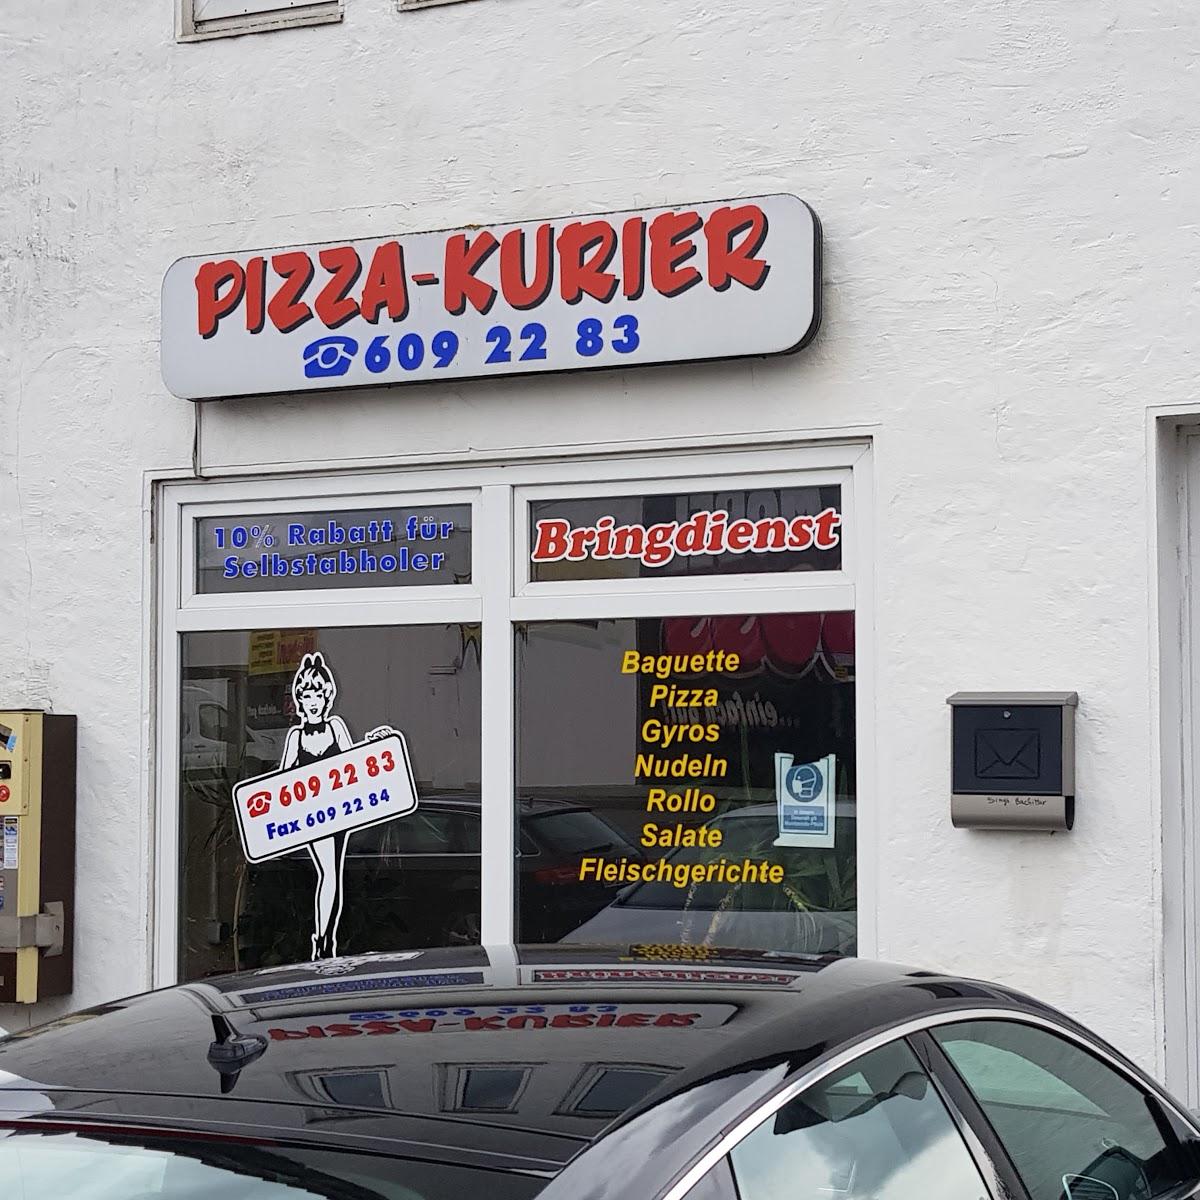 PIZZA-KURIER
☎609 22 83
10% Rabatt für
Selbstabholer
Bringdienst
☎ 609 22 83
Fax 609 22 84
Baguette
Pizza
Gyros
Nudeln
Rollo
Salate
Fleischgerichte